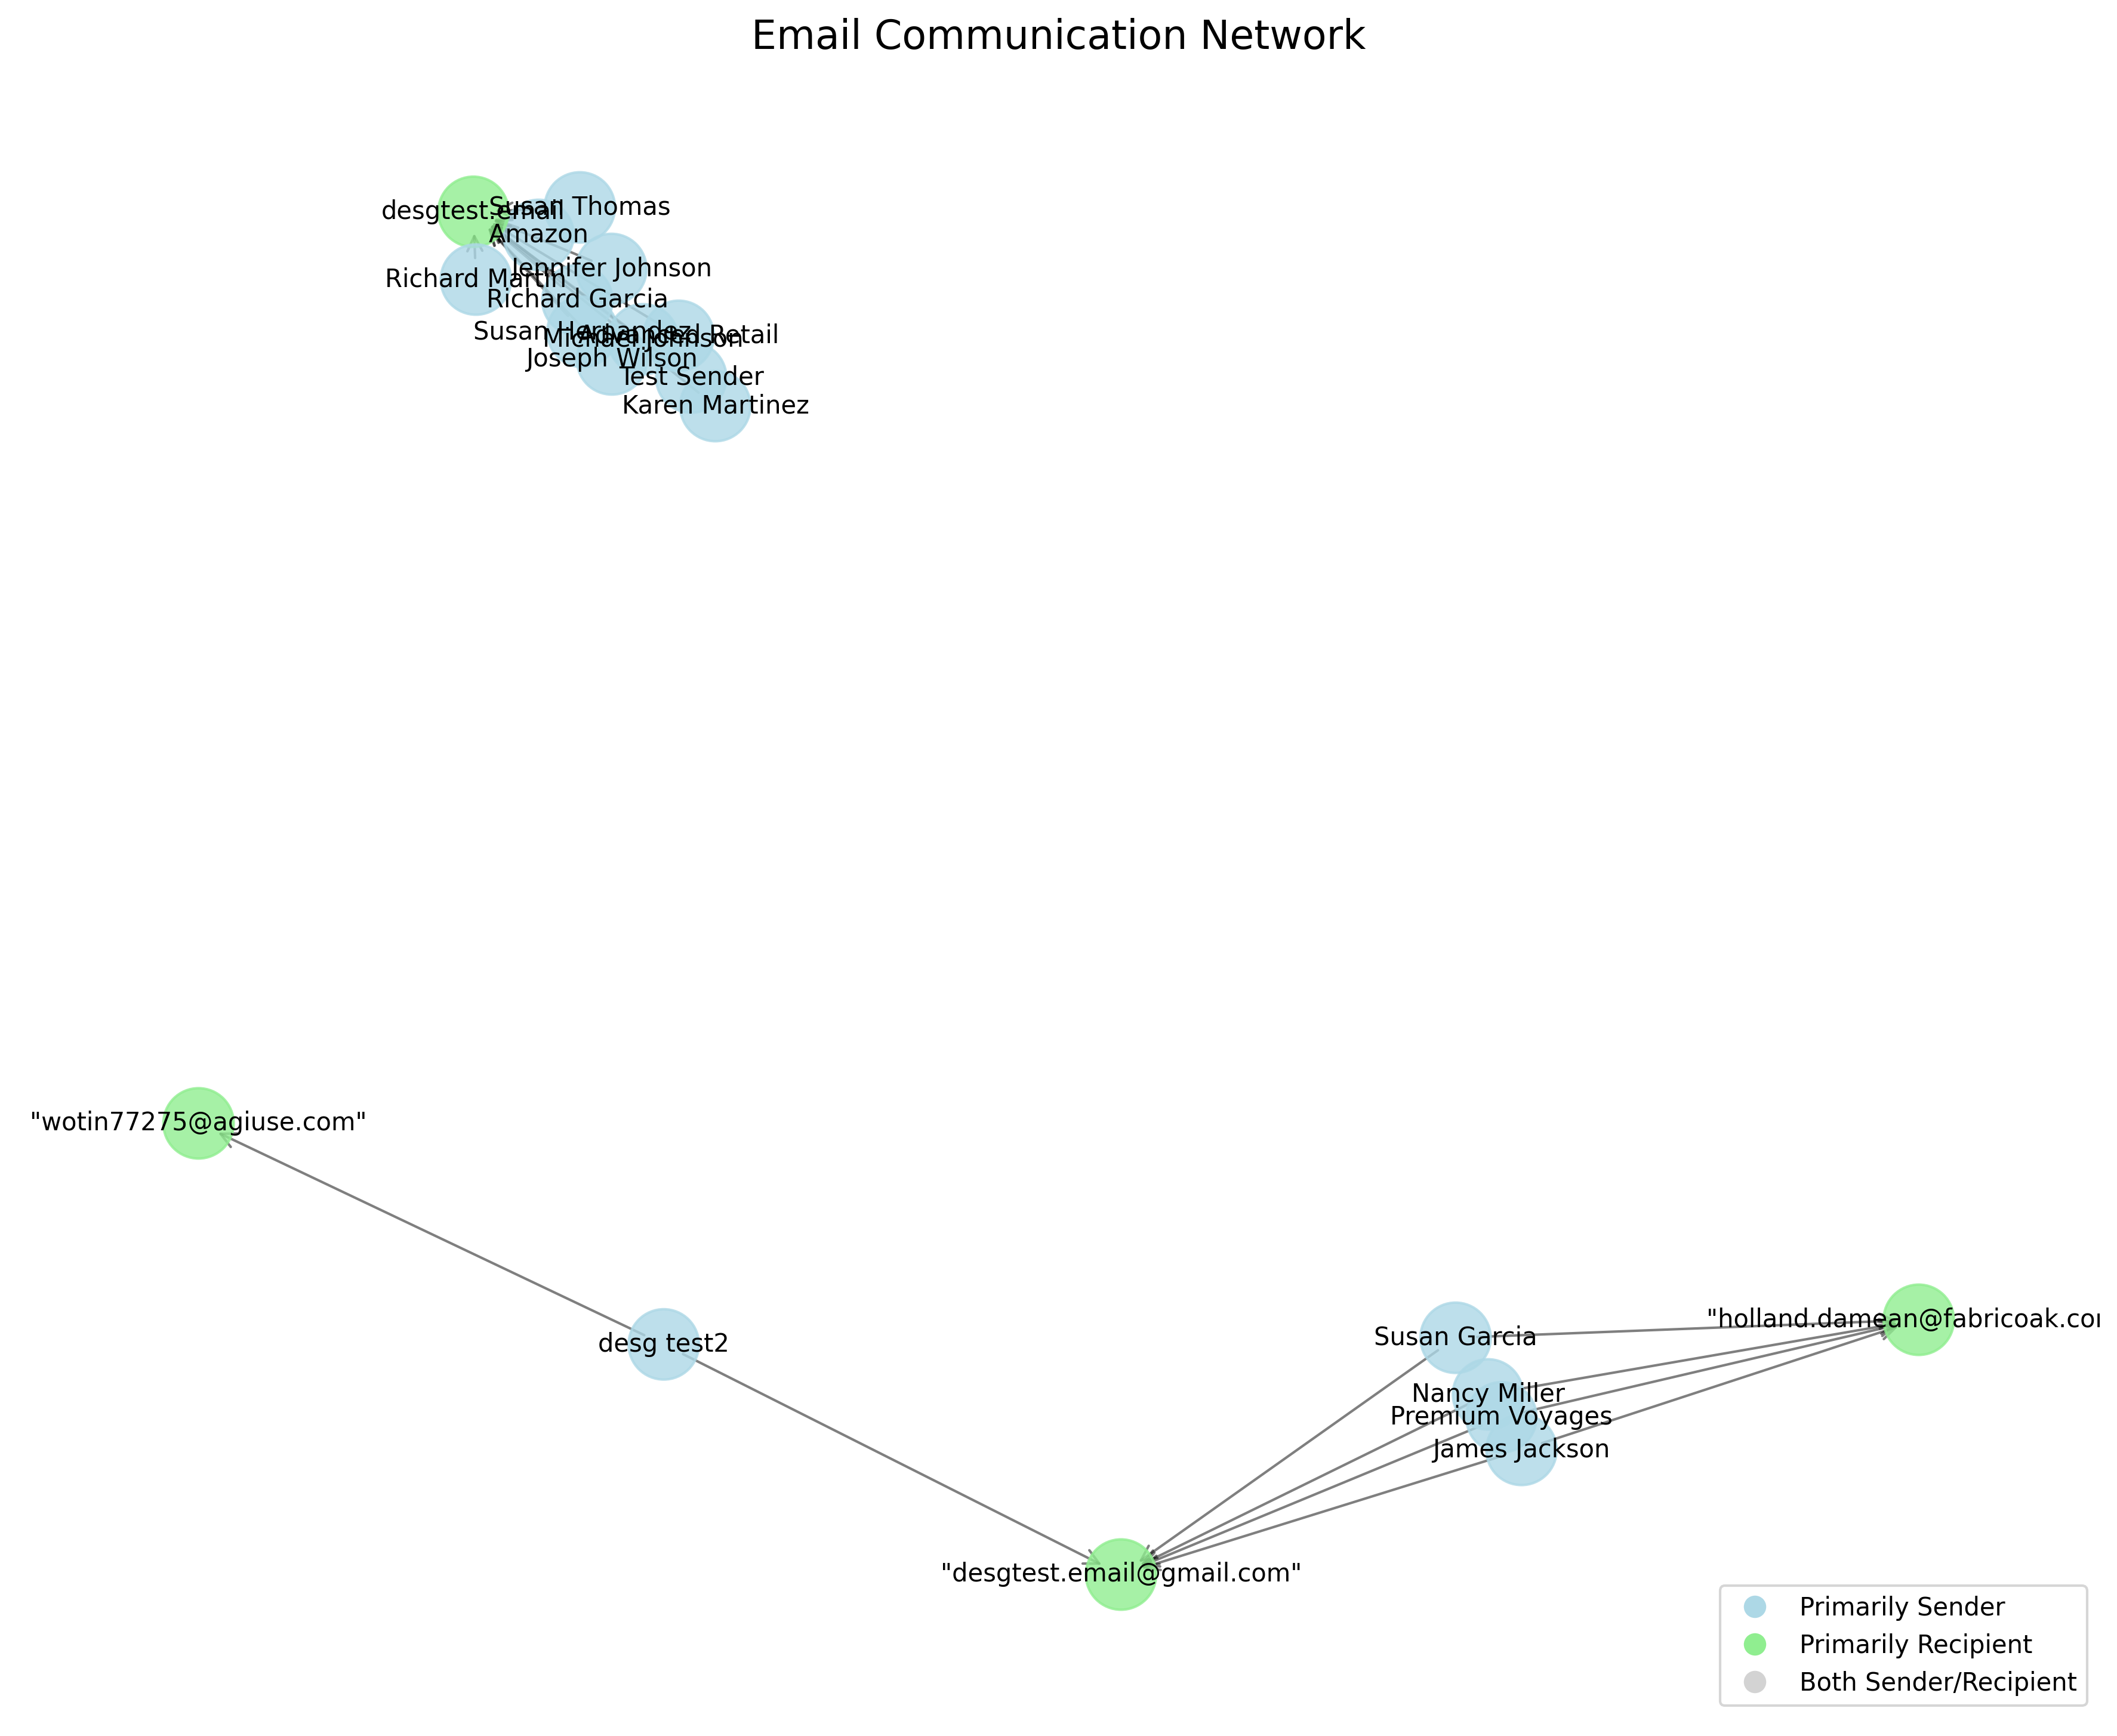 Email Communication Network
Susan Thomas
desgtest.email
Amazon
Jennifer Johnson
Richard Martin
Richard Garcia
Susan Hernandez
Advanced Retail
Michael Johnson
Joseph Wilson
Test Sender
Karen Martinez
"wotin77275@agiuse.com"
"holland.damean@fabricoak.co
Susan Garcia
desg test2
Nancy Miller
Premium Voyages
James Jackson
"desgtest.email@gmail.com"
Primarily Sender
Primarily Recipient
Both Sender/Recipient